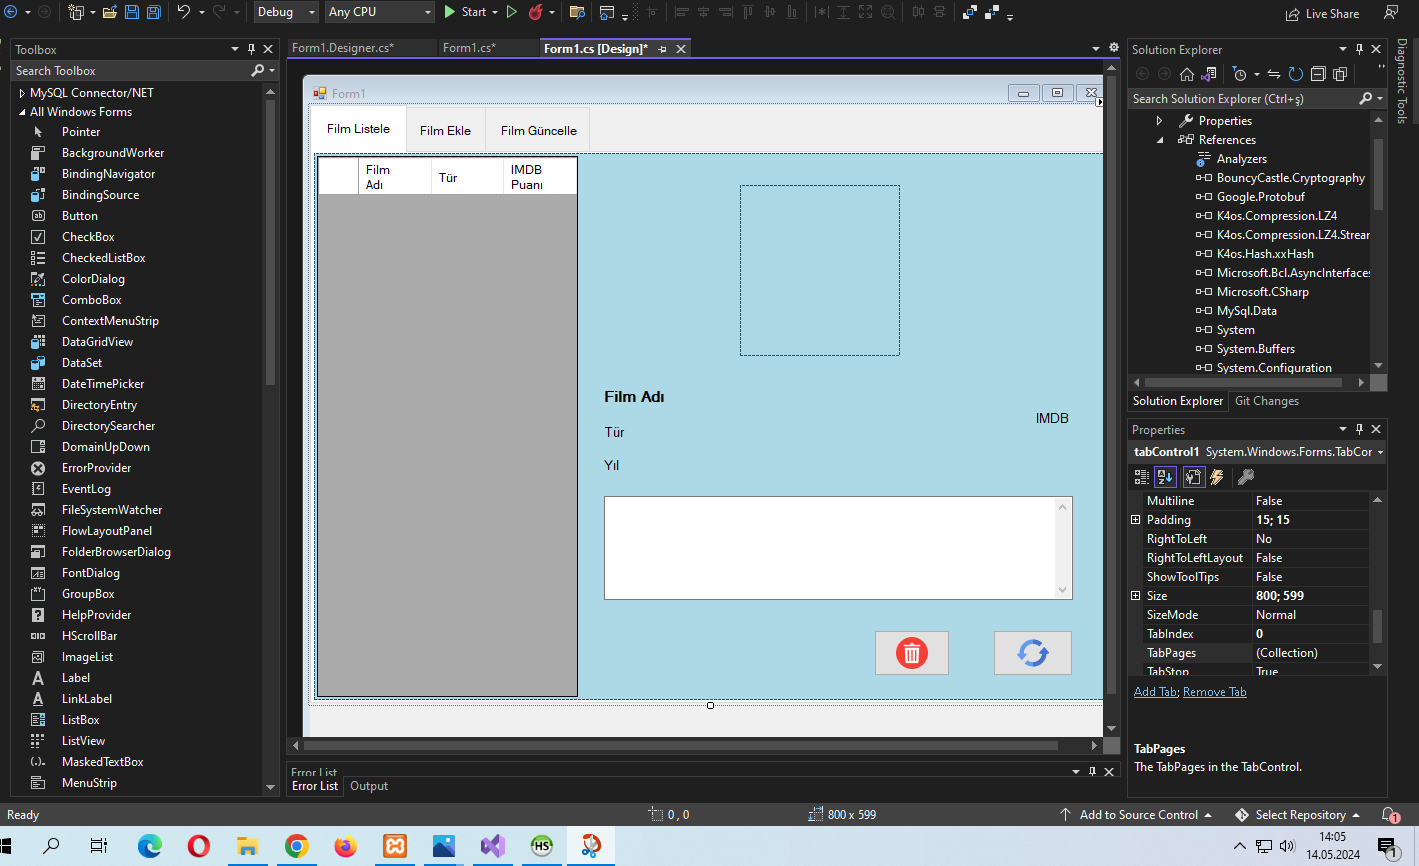 Debug
Any CPU
Start
Live Share
Toolbox
Search Toolbox
MySQL Connector/NET
All Windows Forms
Pointer
BackgroundWorker
BindingNavigator
BindingSource
Button
CheckBox
CheckedListBox
ColorDialog
ComboBox
ContextMenuStrip
DataGridView
DataSet
DateTimePicker
DirectoryEntry
DirectorySearcher
DomainUpDown
ErrorProvider
EventLog
FileSystemWatcher
FlowLayoutPanel
FolderBrowserDialog
FontDialog
GroupBox
HelpProvider
HScrollBar
ImageList
Label
LinkLabel
ListBox
ListView
MaskedTextBox
MenuStrip
Form1.Designer.cs*
Form1.cs*
Form1.cs [Design]*
Form1
Film Listele
Film Ekle
Film Güncelle
Film Adı
Tür
IMDB Puanı
Film Adı
IMDB
Tür
Yıl
Error List
Error List
Output
Solution Explorer
Search Solution Explorer (Ctrl+ş)
Properties
References
Analyzers
BouncyCastle.Cryptography
Google.Protobuf
K4os.Compression.LZ4
K4os.Compression.LZ4.Strear
K4os.Hash.xxHash
Microsoft.Bcl.AsyncInterfaces
Microsoft.CSharp
MySql.Data
System
System.Buffers
System.Configuration
Solution Explorer
Git Changes
Diagnostic Tools
Properties
tabControl1 System.Windows.Forms.TabCor
Multiline False
Padding 15; 15
RightToLeft No
RightToLeftLayout False
ShowToolTips False
Size 800; 599
SizeMode Normal
TabIndex 0
TabPages (Collection)
TabStop True
Add Tab; Remove Tab
TabPages
The TabPages in the TabControl.
Ready
0 , 0
800 x 599
Add to Source Control
Select Repository
1
HS
14:05
14.05.2024
1